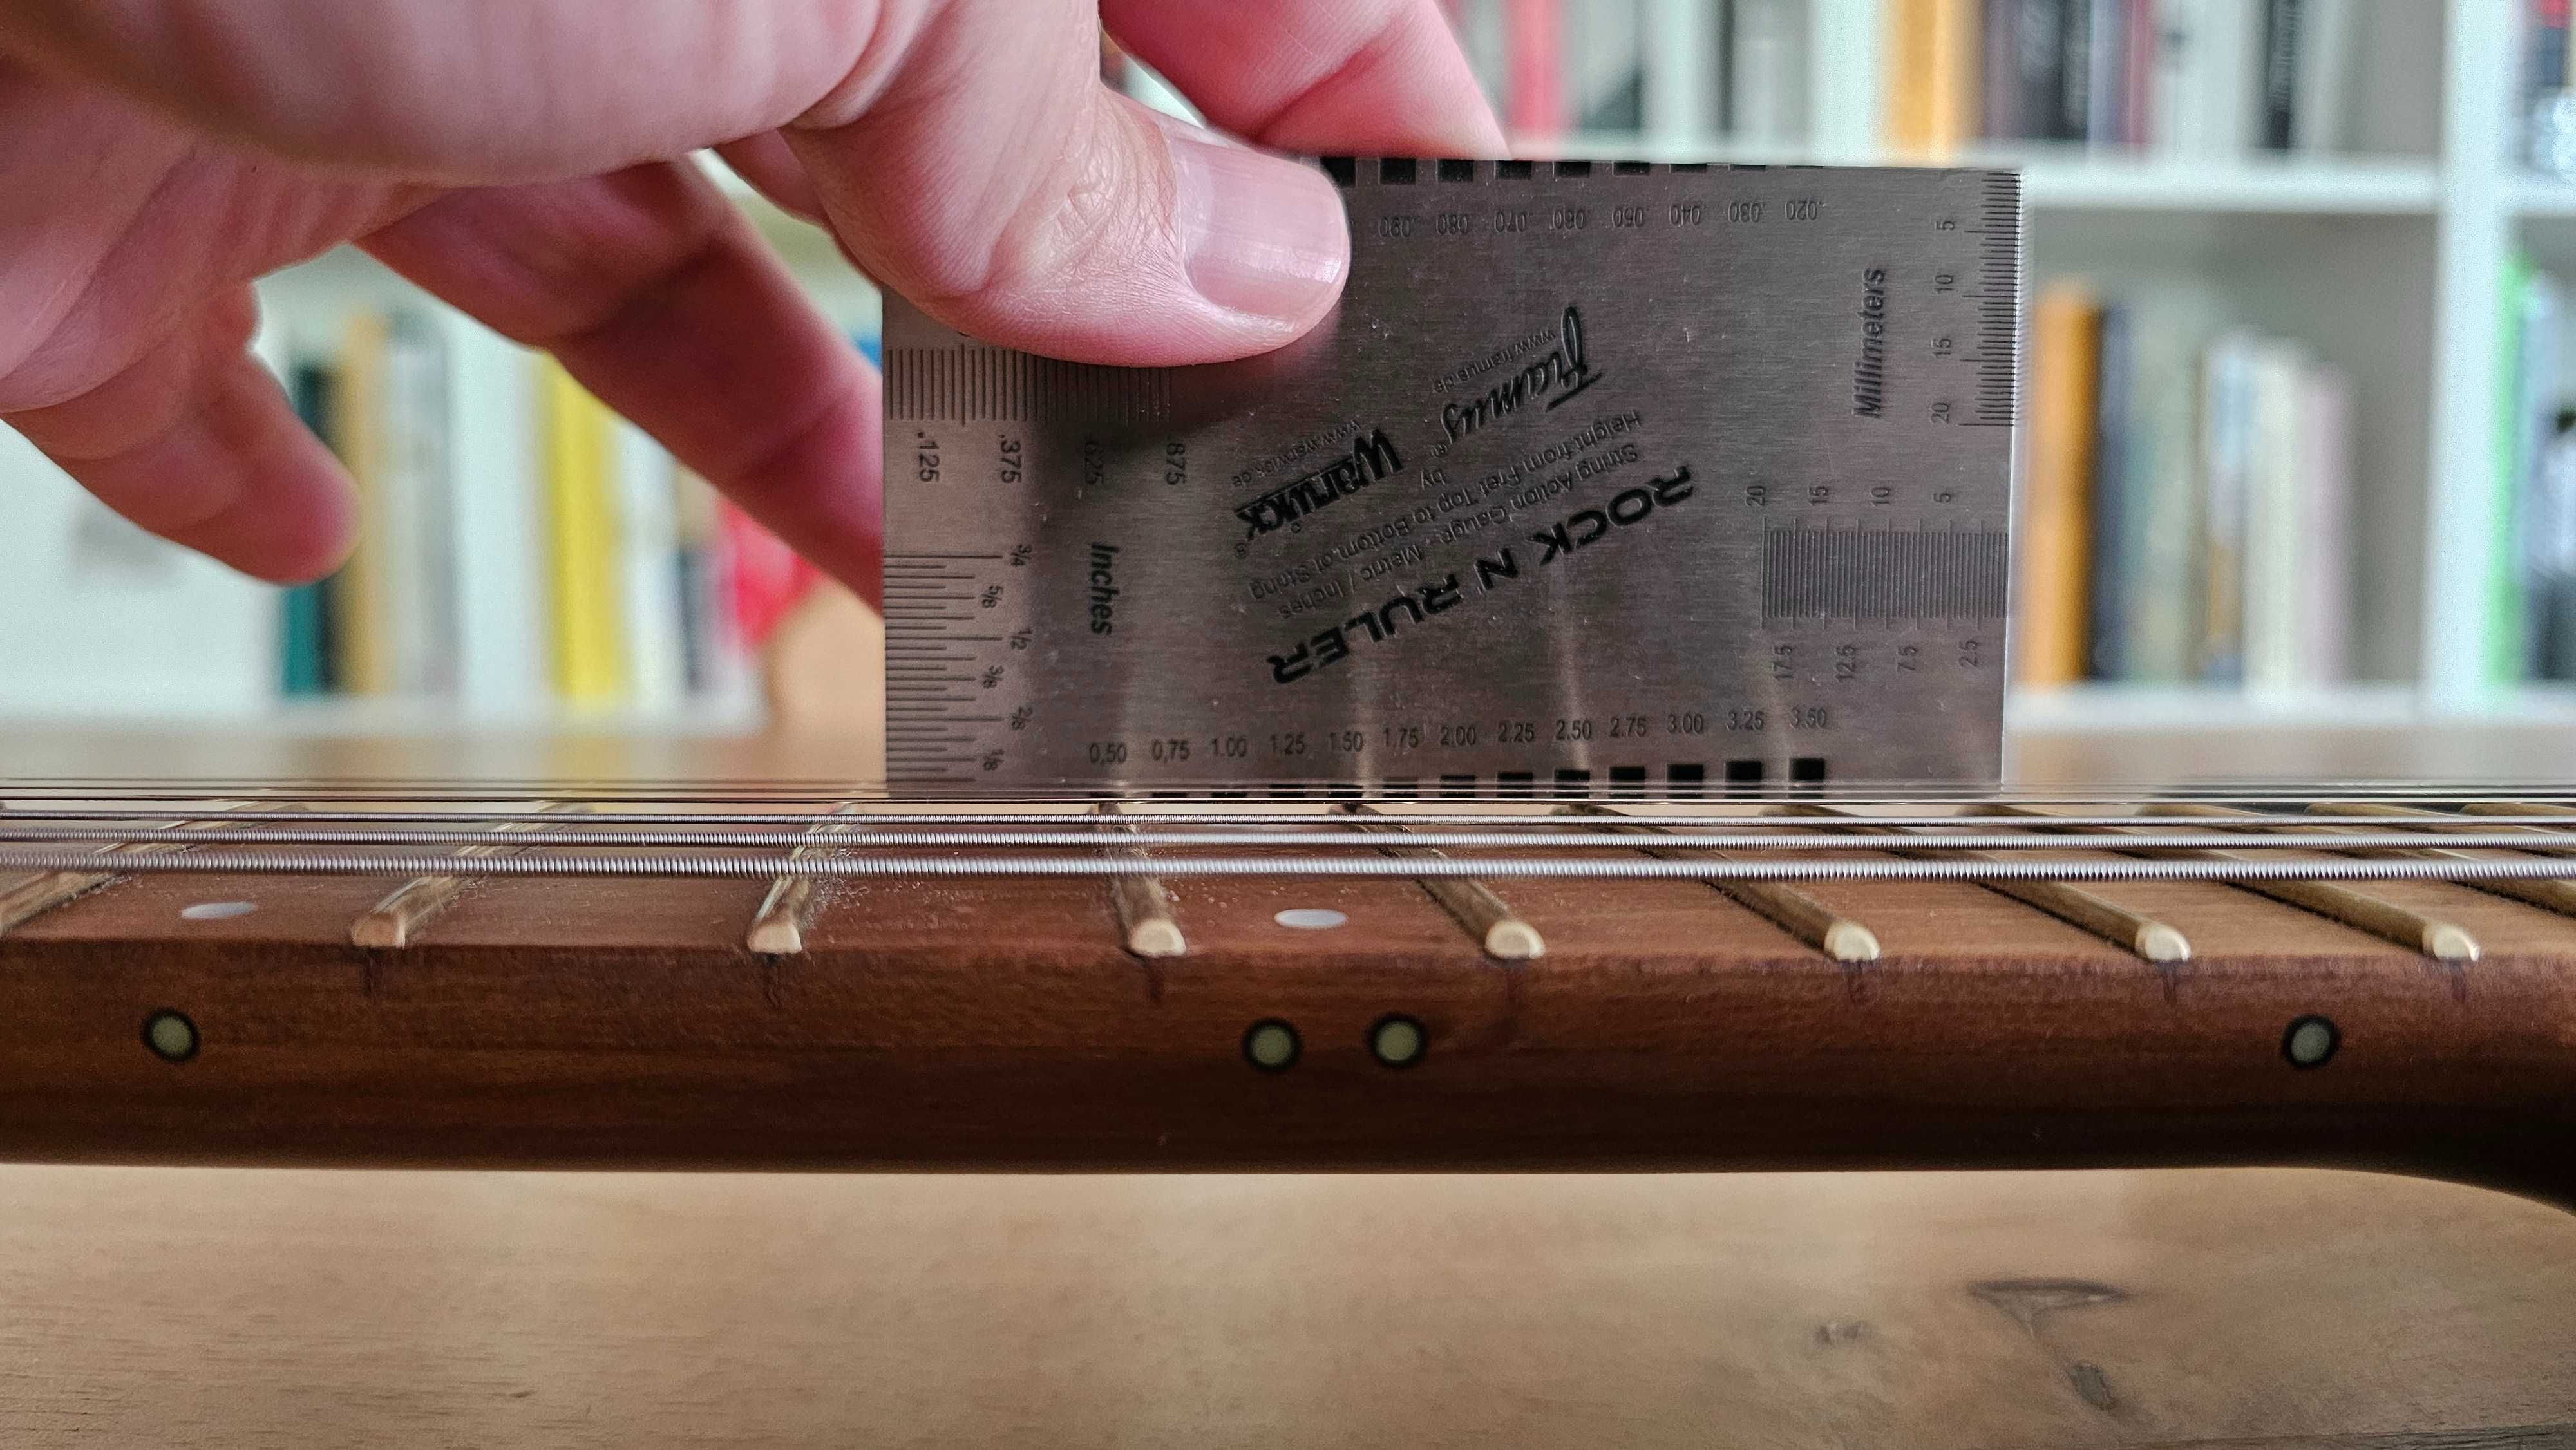 .090 .080 .070 .060 .050 .040 .030 .020
5
10
15
20
Millimeters
.125 .375 .625 .875
3/4
5/8
1/2
3/8
2/8
1/8
Inches
ROCK N RULER
String Action Gauge - Metric / Inches
Height from Fret Top to Bottom of String
by
Warwick®
www.warwick.de
Framus®
www.framus.de
20 15 10 5
17.5 12.5 7.5 2.5
0,50 0,75 1.00 1.25 1.50 1.75 2.00 2.25 2.50 2.75 3.00 3.25 3.50